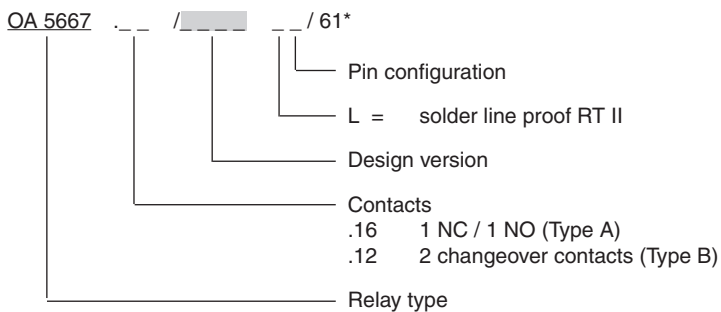 OA 5667 ._ _ /_ _ _ _ _ _ / 61*
Pin configuration
L = solder line proof RT II
Design version
Contacts
.16 1 NC / 1 NO (Type A)
.12 2 changeover contacts (Type B)
Relay type